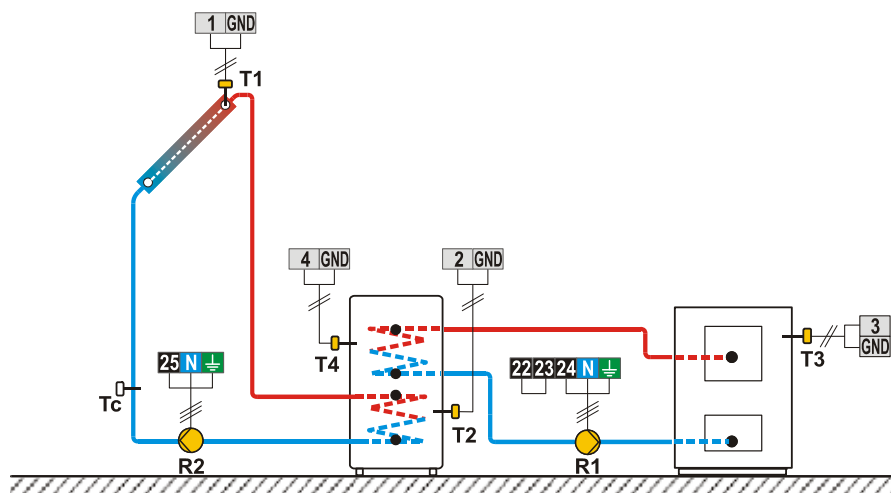 1 GND
T1
4 GND
2 GND
3
GND
T4
T3
25 N
22 23 24 N
Tc
T2
R2
R1